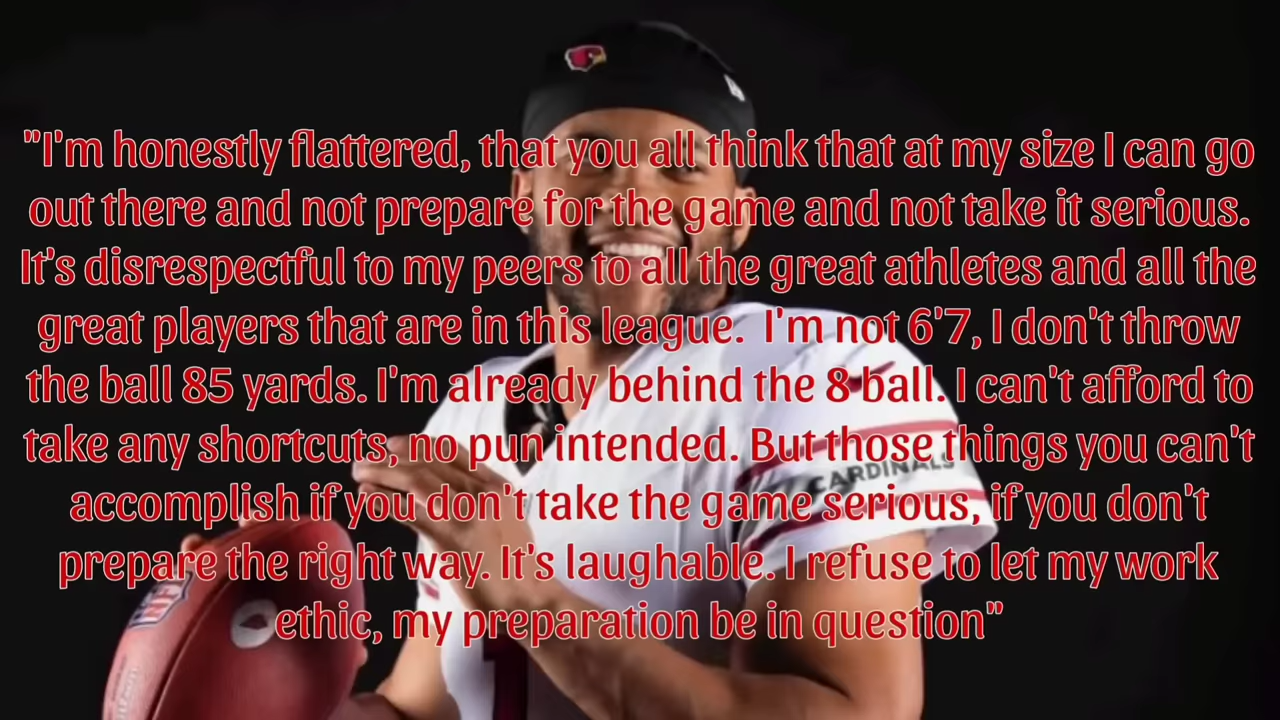 "I'm honestly flattered, that you all think that at my size I can go
out there and not prepare for the game and not take it serious.
It's disrespectful to my peers to all the great athletes and all the
great players that are in this league.  I'm not 6'7, I don't throw
the ball 85 yards. I'm already behind the 8 ball. I can't afford to
take any shortcuts, no pun intended. But those things you can't
accomplish if you don't take the game serious, if you don't
prepare the right way. It's laughable. I refuse to let my work
ethic, my preparation be in question"
CARDINALS
NFL